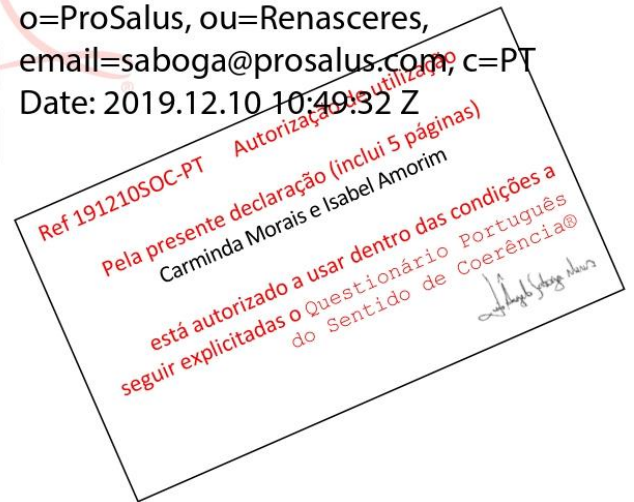 o=ProSalus, ou=Renasceres,
email=saboga@prosalus.com, c=PT
Date: 2019.12.10 10:49:32 Z
Ref 191210SOC-PT Autorização de utilização
Pela presente declaração (inclui 5 páginas)
Carminda Morais e Isabel Amorim
está autorizado a usar dentro das condições a
seguir explicitadas o Questionário Português
do Sentido de Coerência®